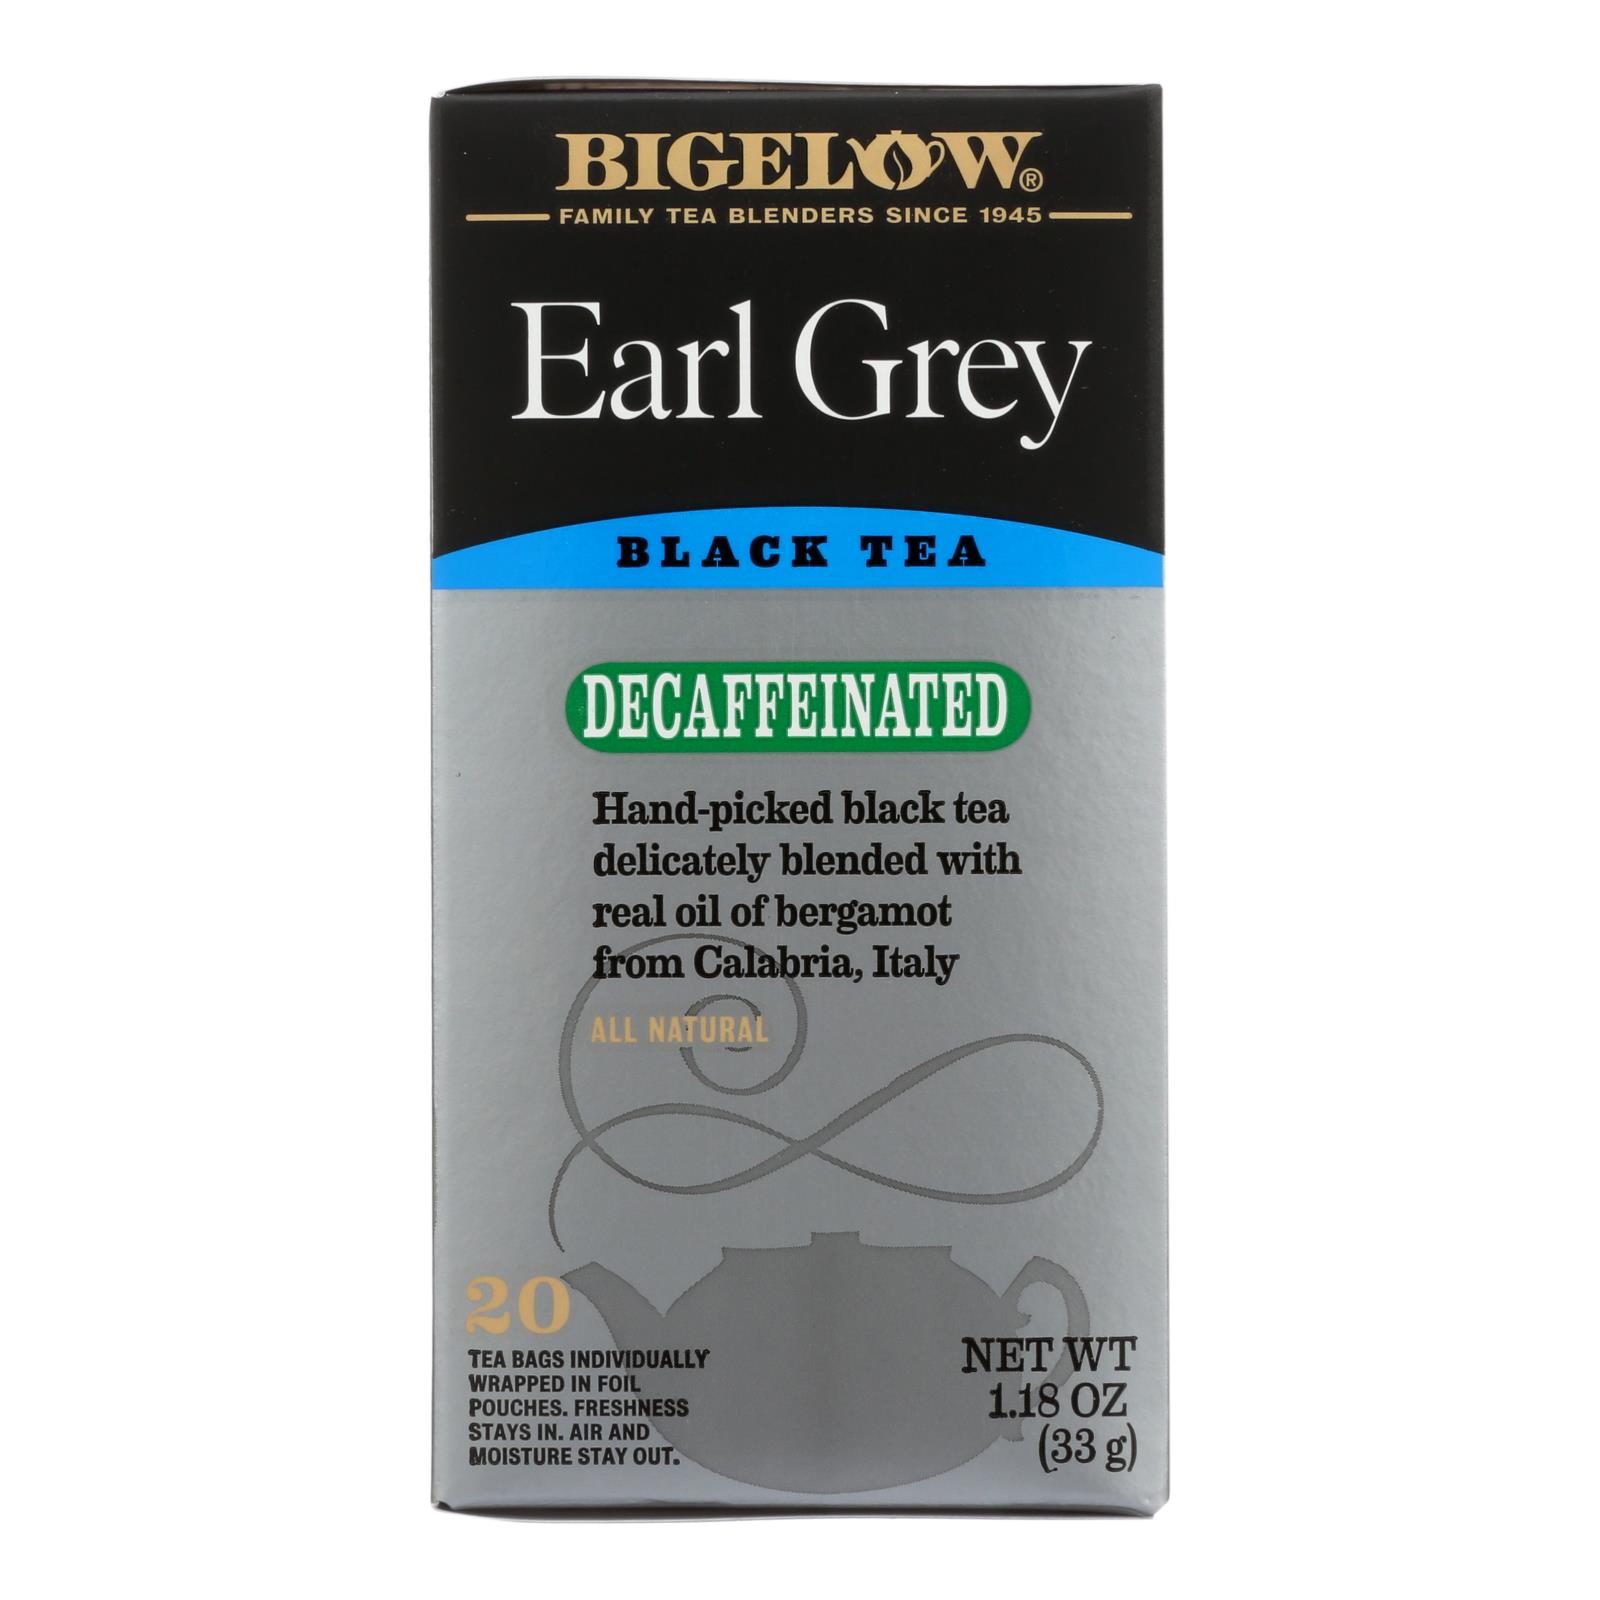 BIGELOW®
FAMILY TEA BLENDERS SINCE 1945
Earl Grey
BLACK TEA
DECAFFEINATED
Hand-picked black tea
delicately blended with
real oil of bergamot
from Calabria, Italy
ALL NATURAL
20
TEA BAGS INDIVIDUALLY
WRAPPED IN FOIL
POUCHES. FRESHNESS
STAYS IN. AIR AND
MOISTURE STAY OUT.
NET WT
1.18 OZ
(33 g)